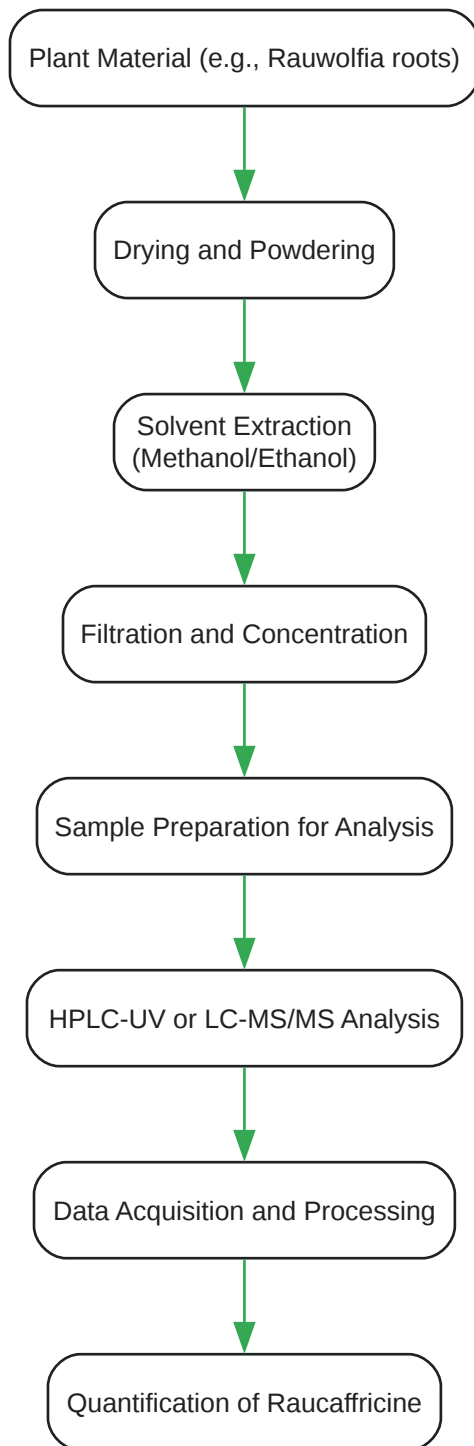 Plant Material (e.g., Rauwolfia roots)
Drying and Powdering
Solvent Extraction
(Methanol/Ethanol)
Filtration and Concentration
Sample Preparation for Analysis
HPLC-UV or LC-MS/MS Analysis
Data Acquisition and Processing
Quantification of Raucaffricine